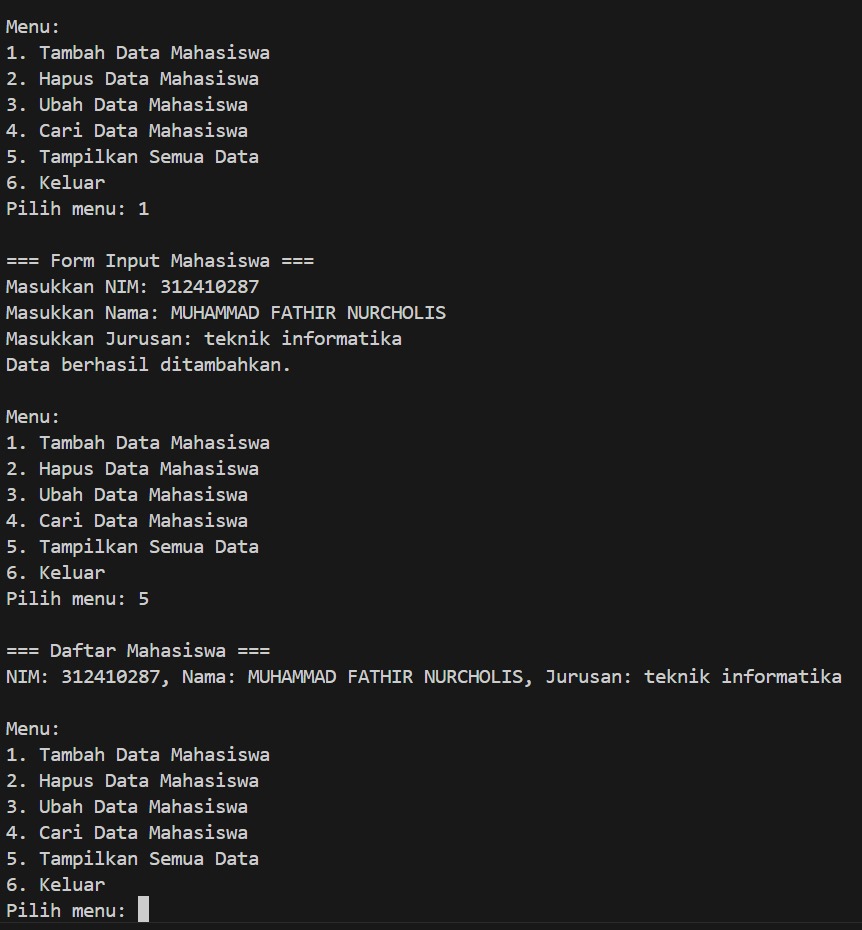 Menu:
1. Tambah Data Mahasiswa
2. Hapus Data Mahasiswa
3. Ubah Data Mahasiswa
4. Cari Data Mahasiswa
5. Tampilkan Semua Data
6. Keluar
Pilih menu: 1
=== Form Input Mahasiswa ===
Masukkan NIM: 312410287
Masukkan Nama: MUHAMMAD FATHIR NURCHOLIS
Masukkan Jurusan: teknik informatika
Data berhasil ditambahkan.
Menu:
1. Tambah Data Mahasiswa
2. Hapus Data Mahasiswa
3. Ubah Data Mahasiswa
4. Cari Data Mahasiswa
5. Tampilkan Semua Data
6. Keluar
Pilih menu: 5
=== Daftar Mahasiswa ===
NIM: 312410287, Nama: MUHAMMAD FATHIR NURCHOLIS, Jurusan: teknik informatika
Menu:
1. Tambah Data Mahasiswa
2. Hapus Data Mahasiswa
3. Ubah Data Mahasiswa
4. Cari Data Mahasiswa
5. Tampilkan Semua Data
6. Keluar
Pilih menu: